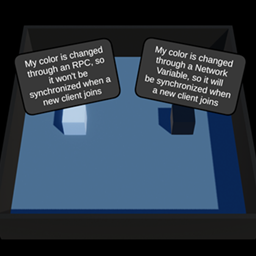 My color is changed
through an RPC, so
it won't be
synchronized when a
new client joins
My color is changed
through a Network
Variable, so it will
be synchronized when
a new client joins